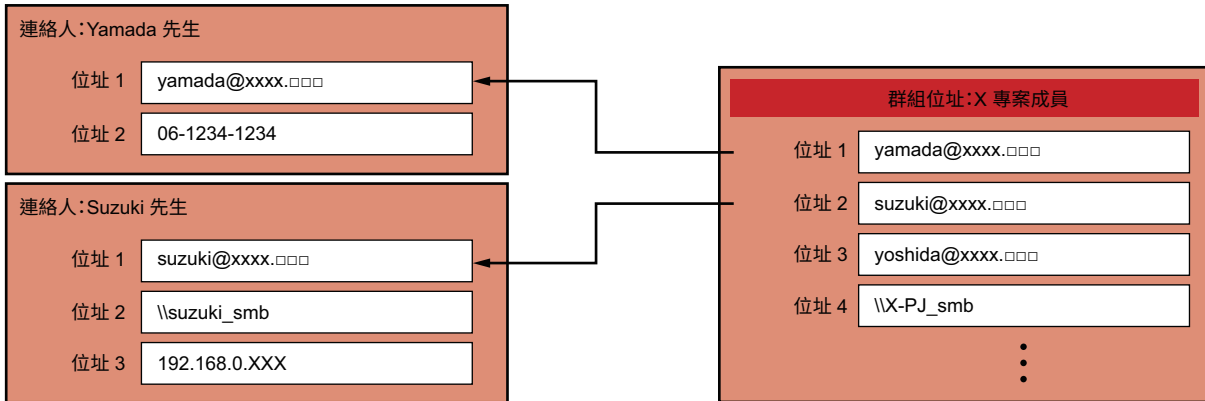 連絡人：Yamada 先生
位址 1 yamada@xxxx.□□□
位址 2 06-1234-1234
連絡人：Suzuki 先生
位址 1 suzuki@xxxx.□□□
位址 2 \\suzuki_smb
位址 3 192.168.0.XXX
群組位址：X 專案成員
位址 1 yamada@xxxx.□□□
位址 2 suzuki@xxxx.□□□
位址 3 yoshida@xxxx.□□□
位址 4 \\X-PJ_smb